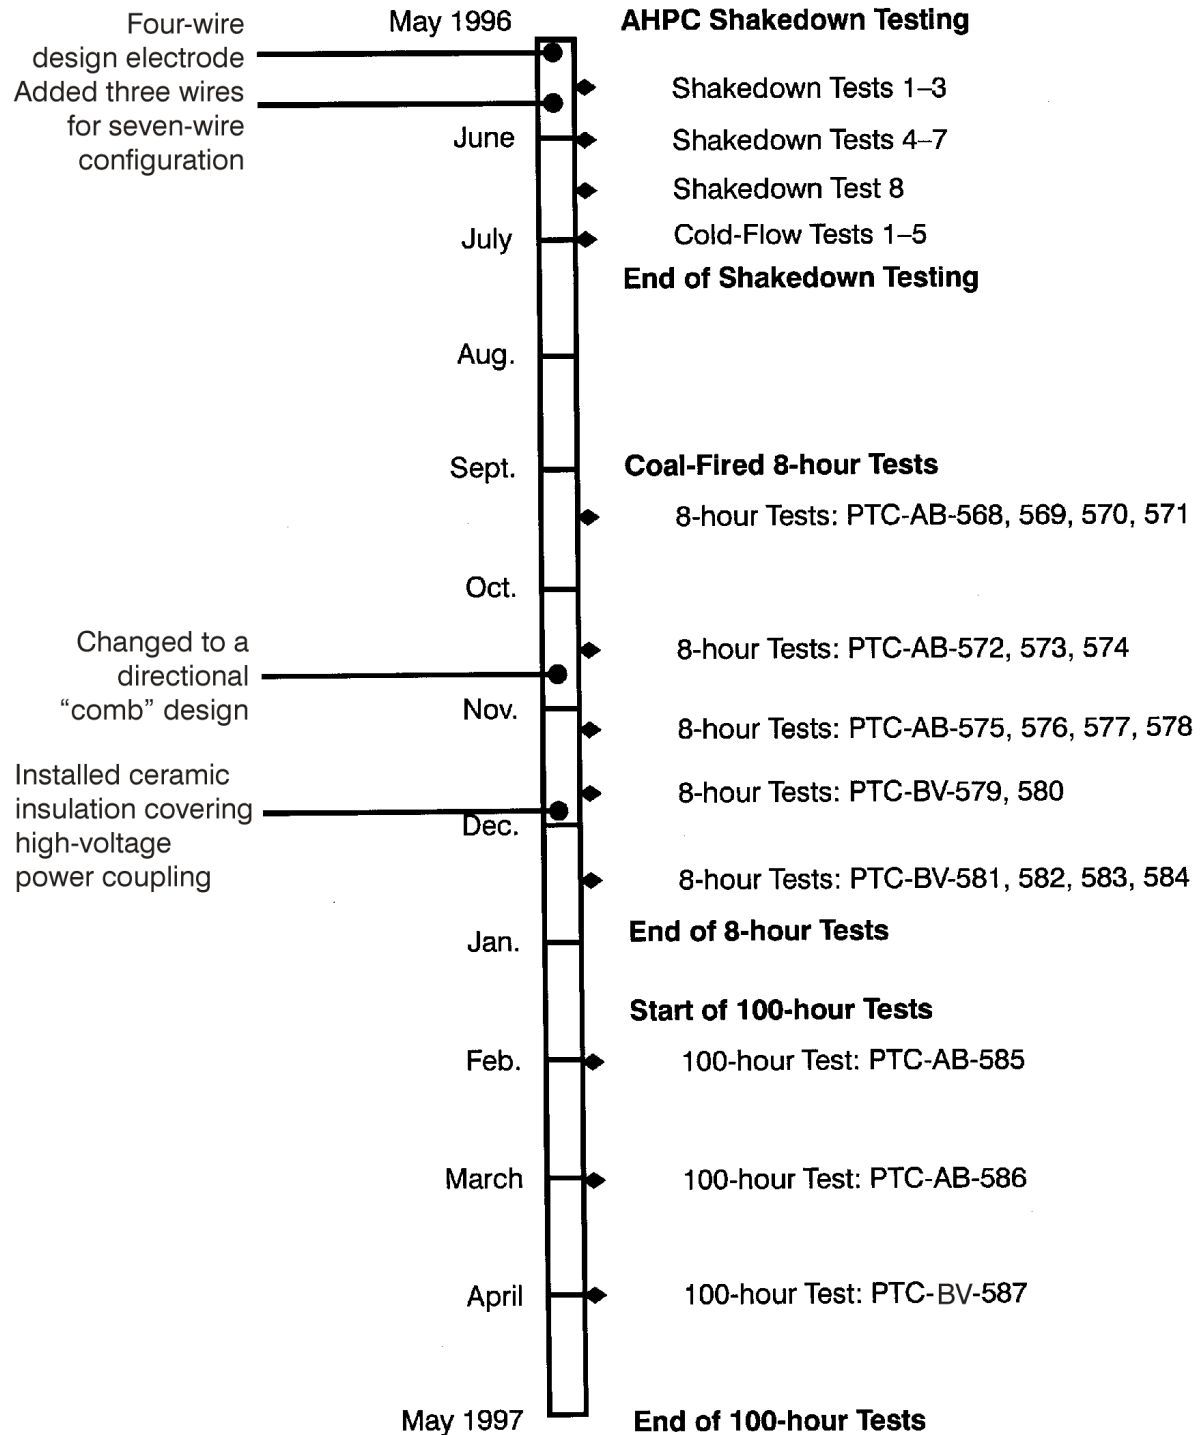 Four-wire
design electrode
Added three wires
for seven-wire
configuration
May 1996
AHPC Shakedown Testing
Shakedown Tests 1–3
June
Shakedown Tests 4–7
Shakedown Test 8
July
Cold-Flow Tests 1–5
End of Shakedown Testing
Aug.
Sept.
Coal-Fired 8-hour Tests
8-hour Tests: PTC-AB-568, 569, 570, 571
Oct.
Changed to a
directional
“comb” design
8-hour Tests: PTC-AB-572, 573, 574
Nov.
8-hour Tests: PTC-AB-575, 576, 577, 578
Installed ceramic
insulation covering
high-voltage
power coupling
8-hour Tests: PTC-BV-579, 580
Dec.
8-hour Tests: PTC-BV-581, 582, 583, 584
End of 8-hour Tests
Jan.
Start of 100-hour Tests
Feb.
100-hour Test: PTC-AB-585
March
100-hour Test: PTC-AB-586
April
100-hour Test: PTC-BV-587
May 1997
End of 100-hour Tests